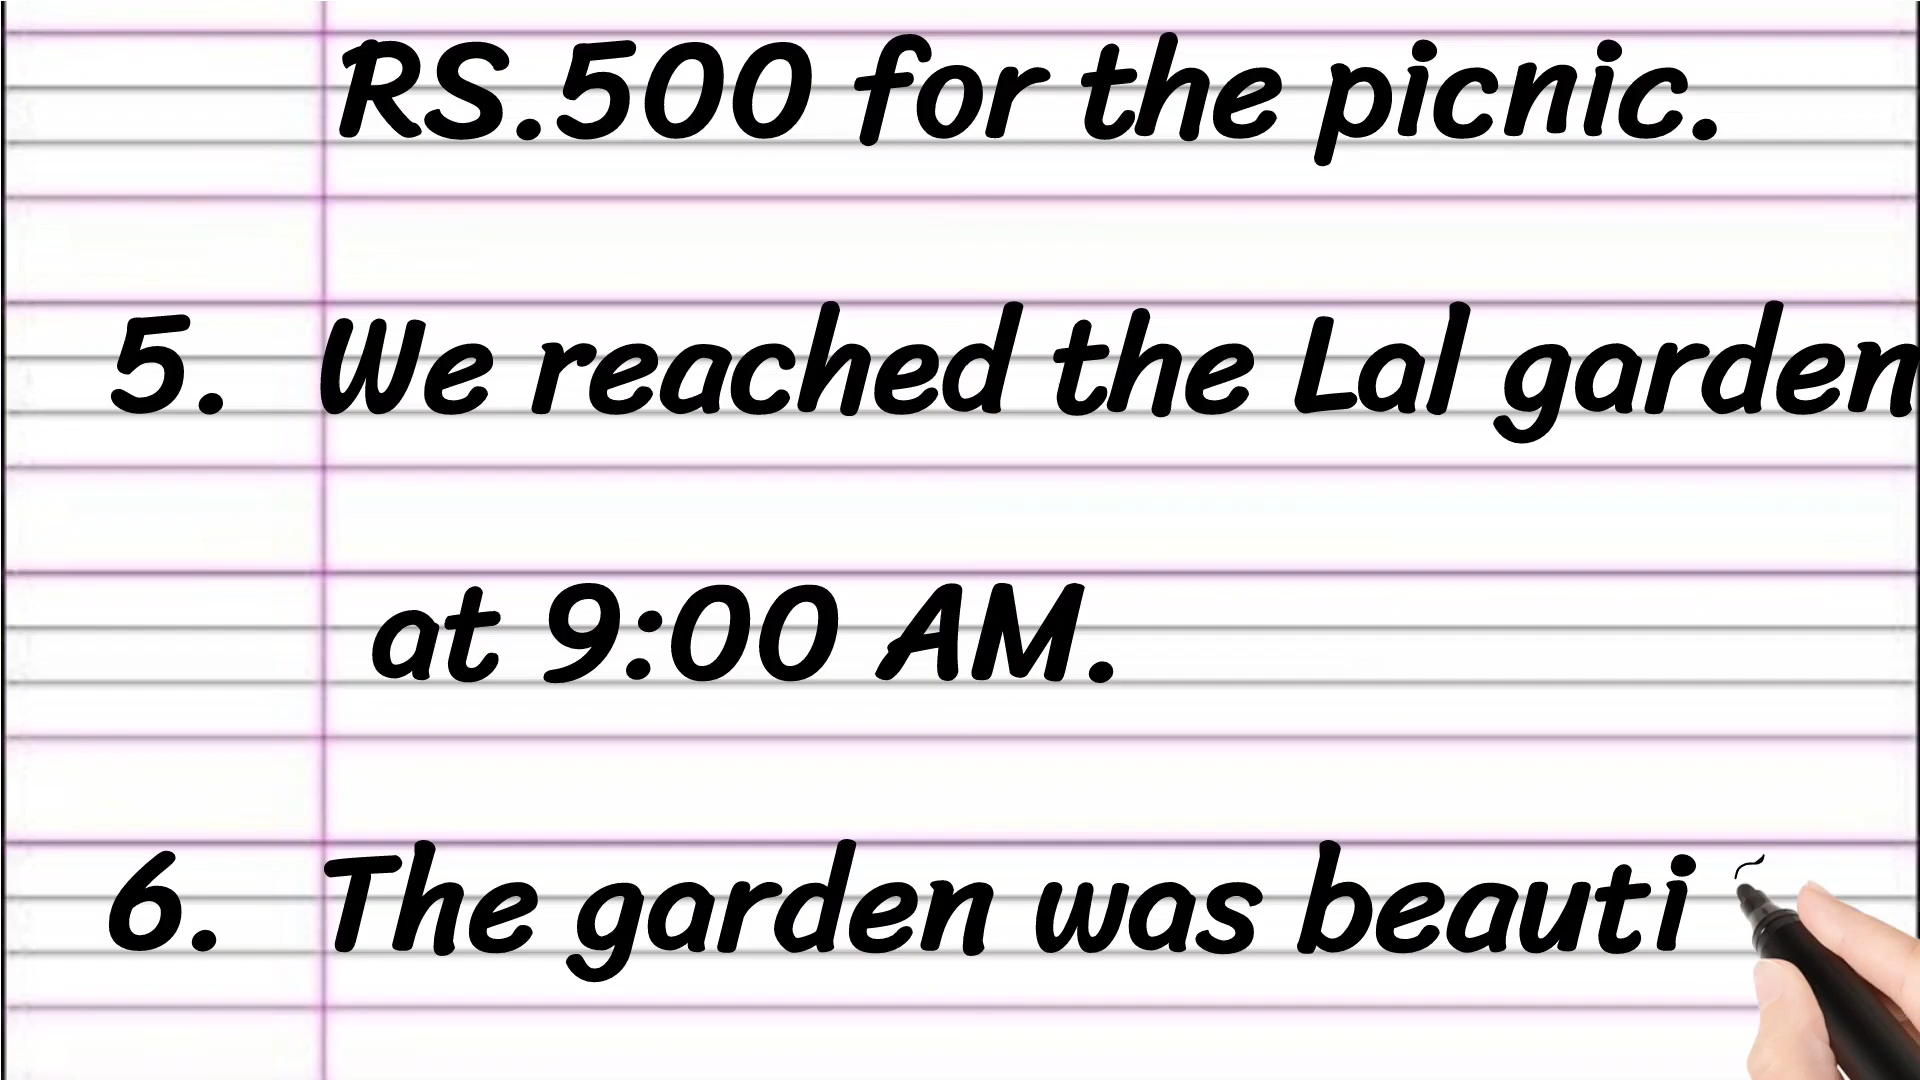 RS.500 for the picnic.
5. We reached the Lal garden
at 9:00 AM.
6. The garden was beauti